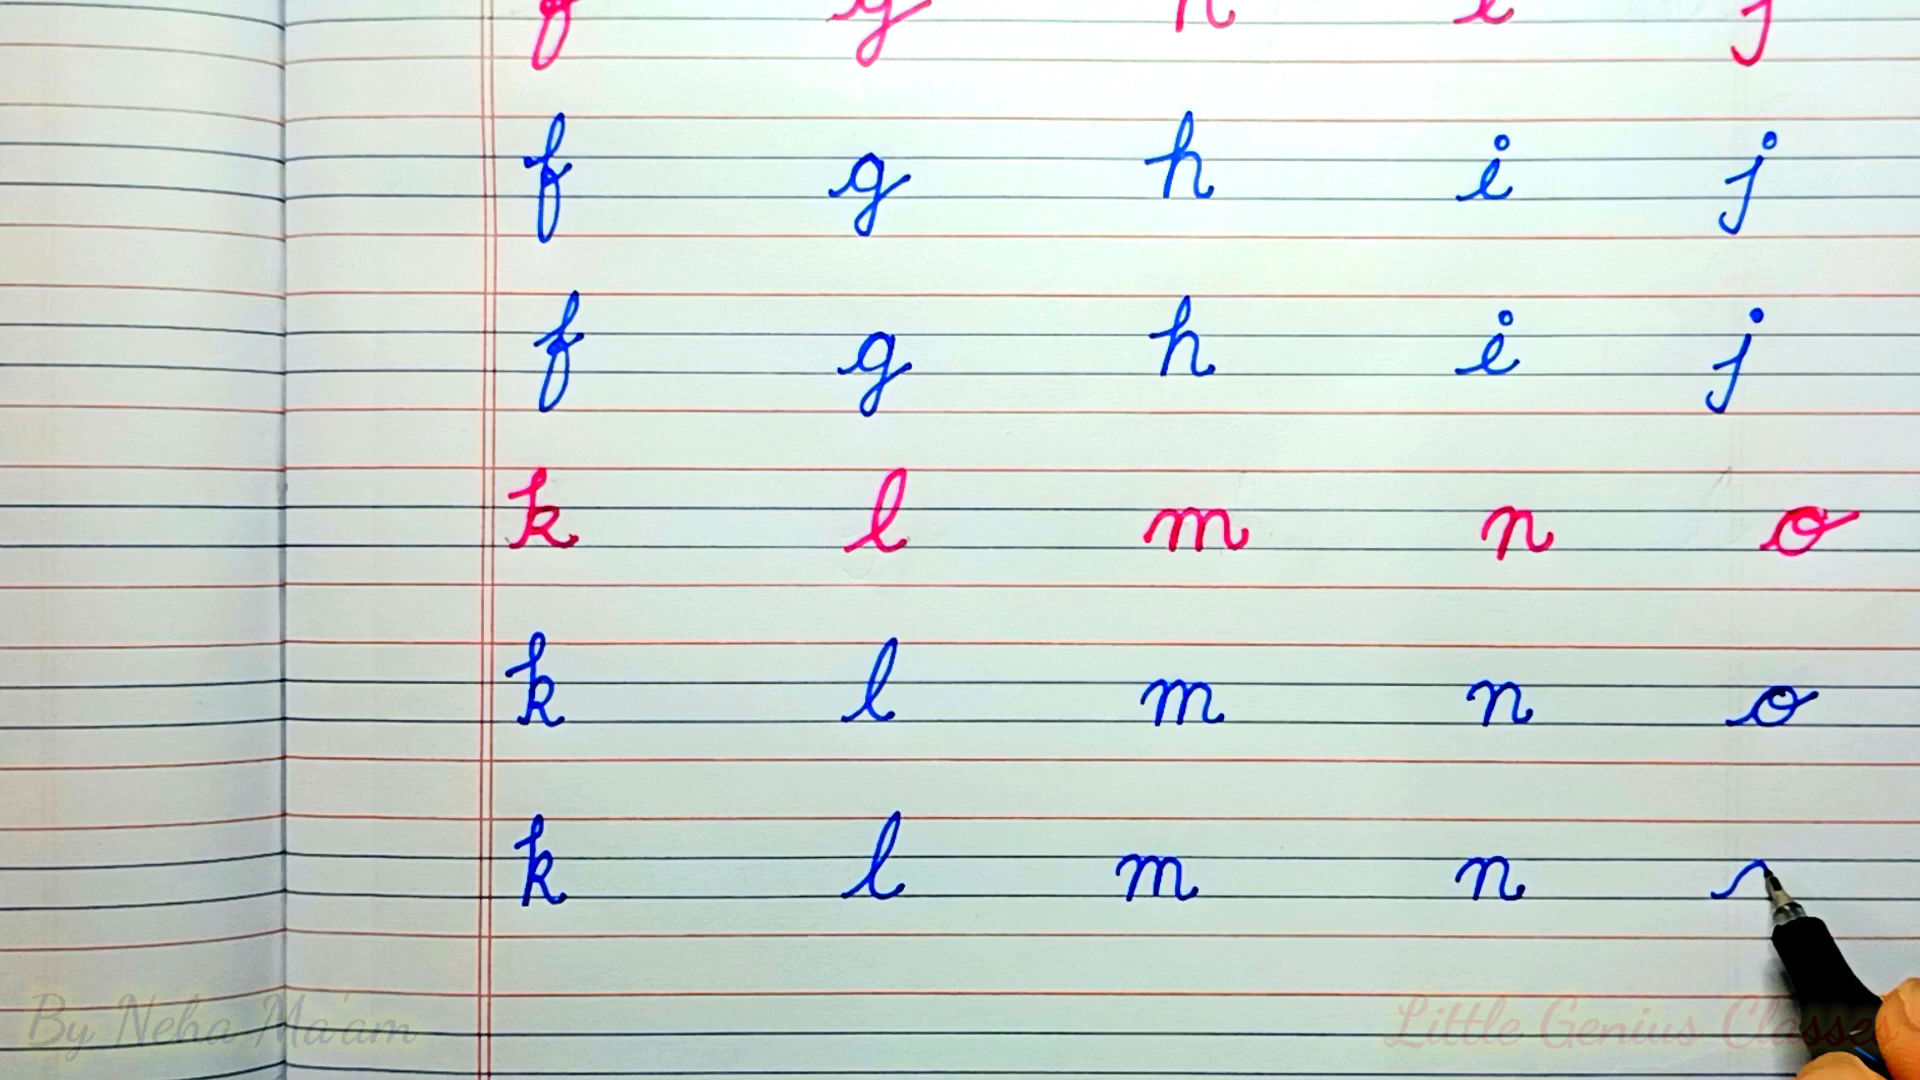 f g h i j
f g h i j
f g h i j
k l m n o
k l m n o
k l m n
By Neha Ma'am
Little Genius Classes